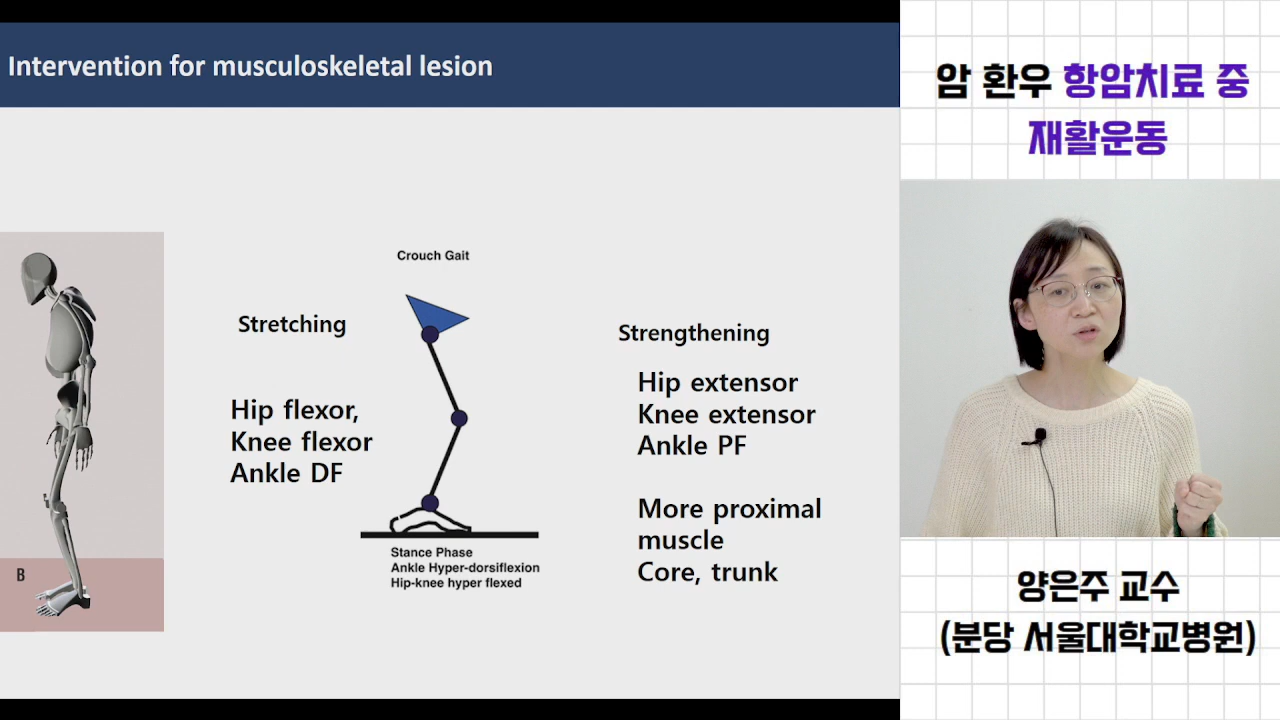 Intervention for musculoskeletal lesion
Crouch Gait
Stretching
Hip flexor,
Knee flexor
Ankle DF
Stance Phase
Ankle Hyper-dorsiflexion
Hip-knee hyper flexed
Strengthening
Hip extensor
Knee extensor
Ankle PF
More proximal
muscle
Core, trunk
B
암 환우 항암치료 중
재활운동
양은주 교수
(분당 서울대학교병원)